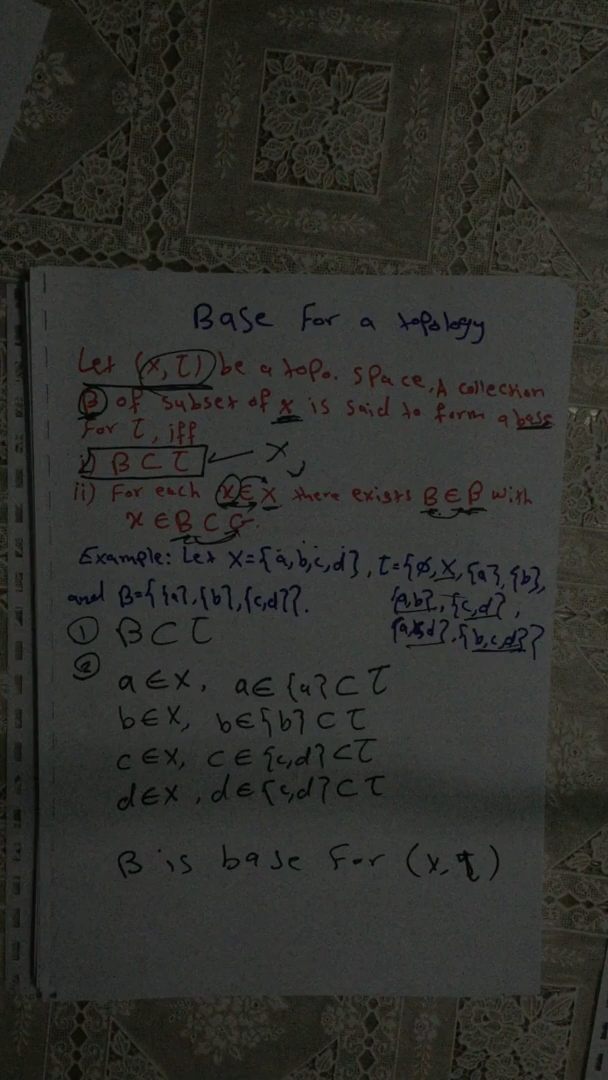 Base For a topology
Let (X, τ) be a topo. space, A collection
B of subset of X is said to form a base
For τ, iff
i) B ⊂ τ X
ii) For each x ∈ X there exists B ∈ B with
x ∈ B ⊂ G.
Example: Let X = {a, b, c, d}, τ = {ϕ, X, {a}, {b},
and B = {{a}, {b}, {c,d}}. {a,b}, {c,d},
① B ⊂ τ {b,c,d}}
②
a ∈ X, a ∈ {a} ⊂ τ
b ∈ X, b ∈ {b} ⊂ τ
c ∈ X, c ∈ {c,d} ⊂ τ
d ∈ X, d ∈ {c,d} ⊂ τ
B is base For (X, τ)